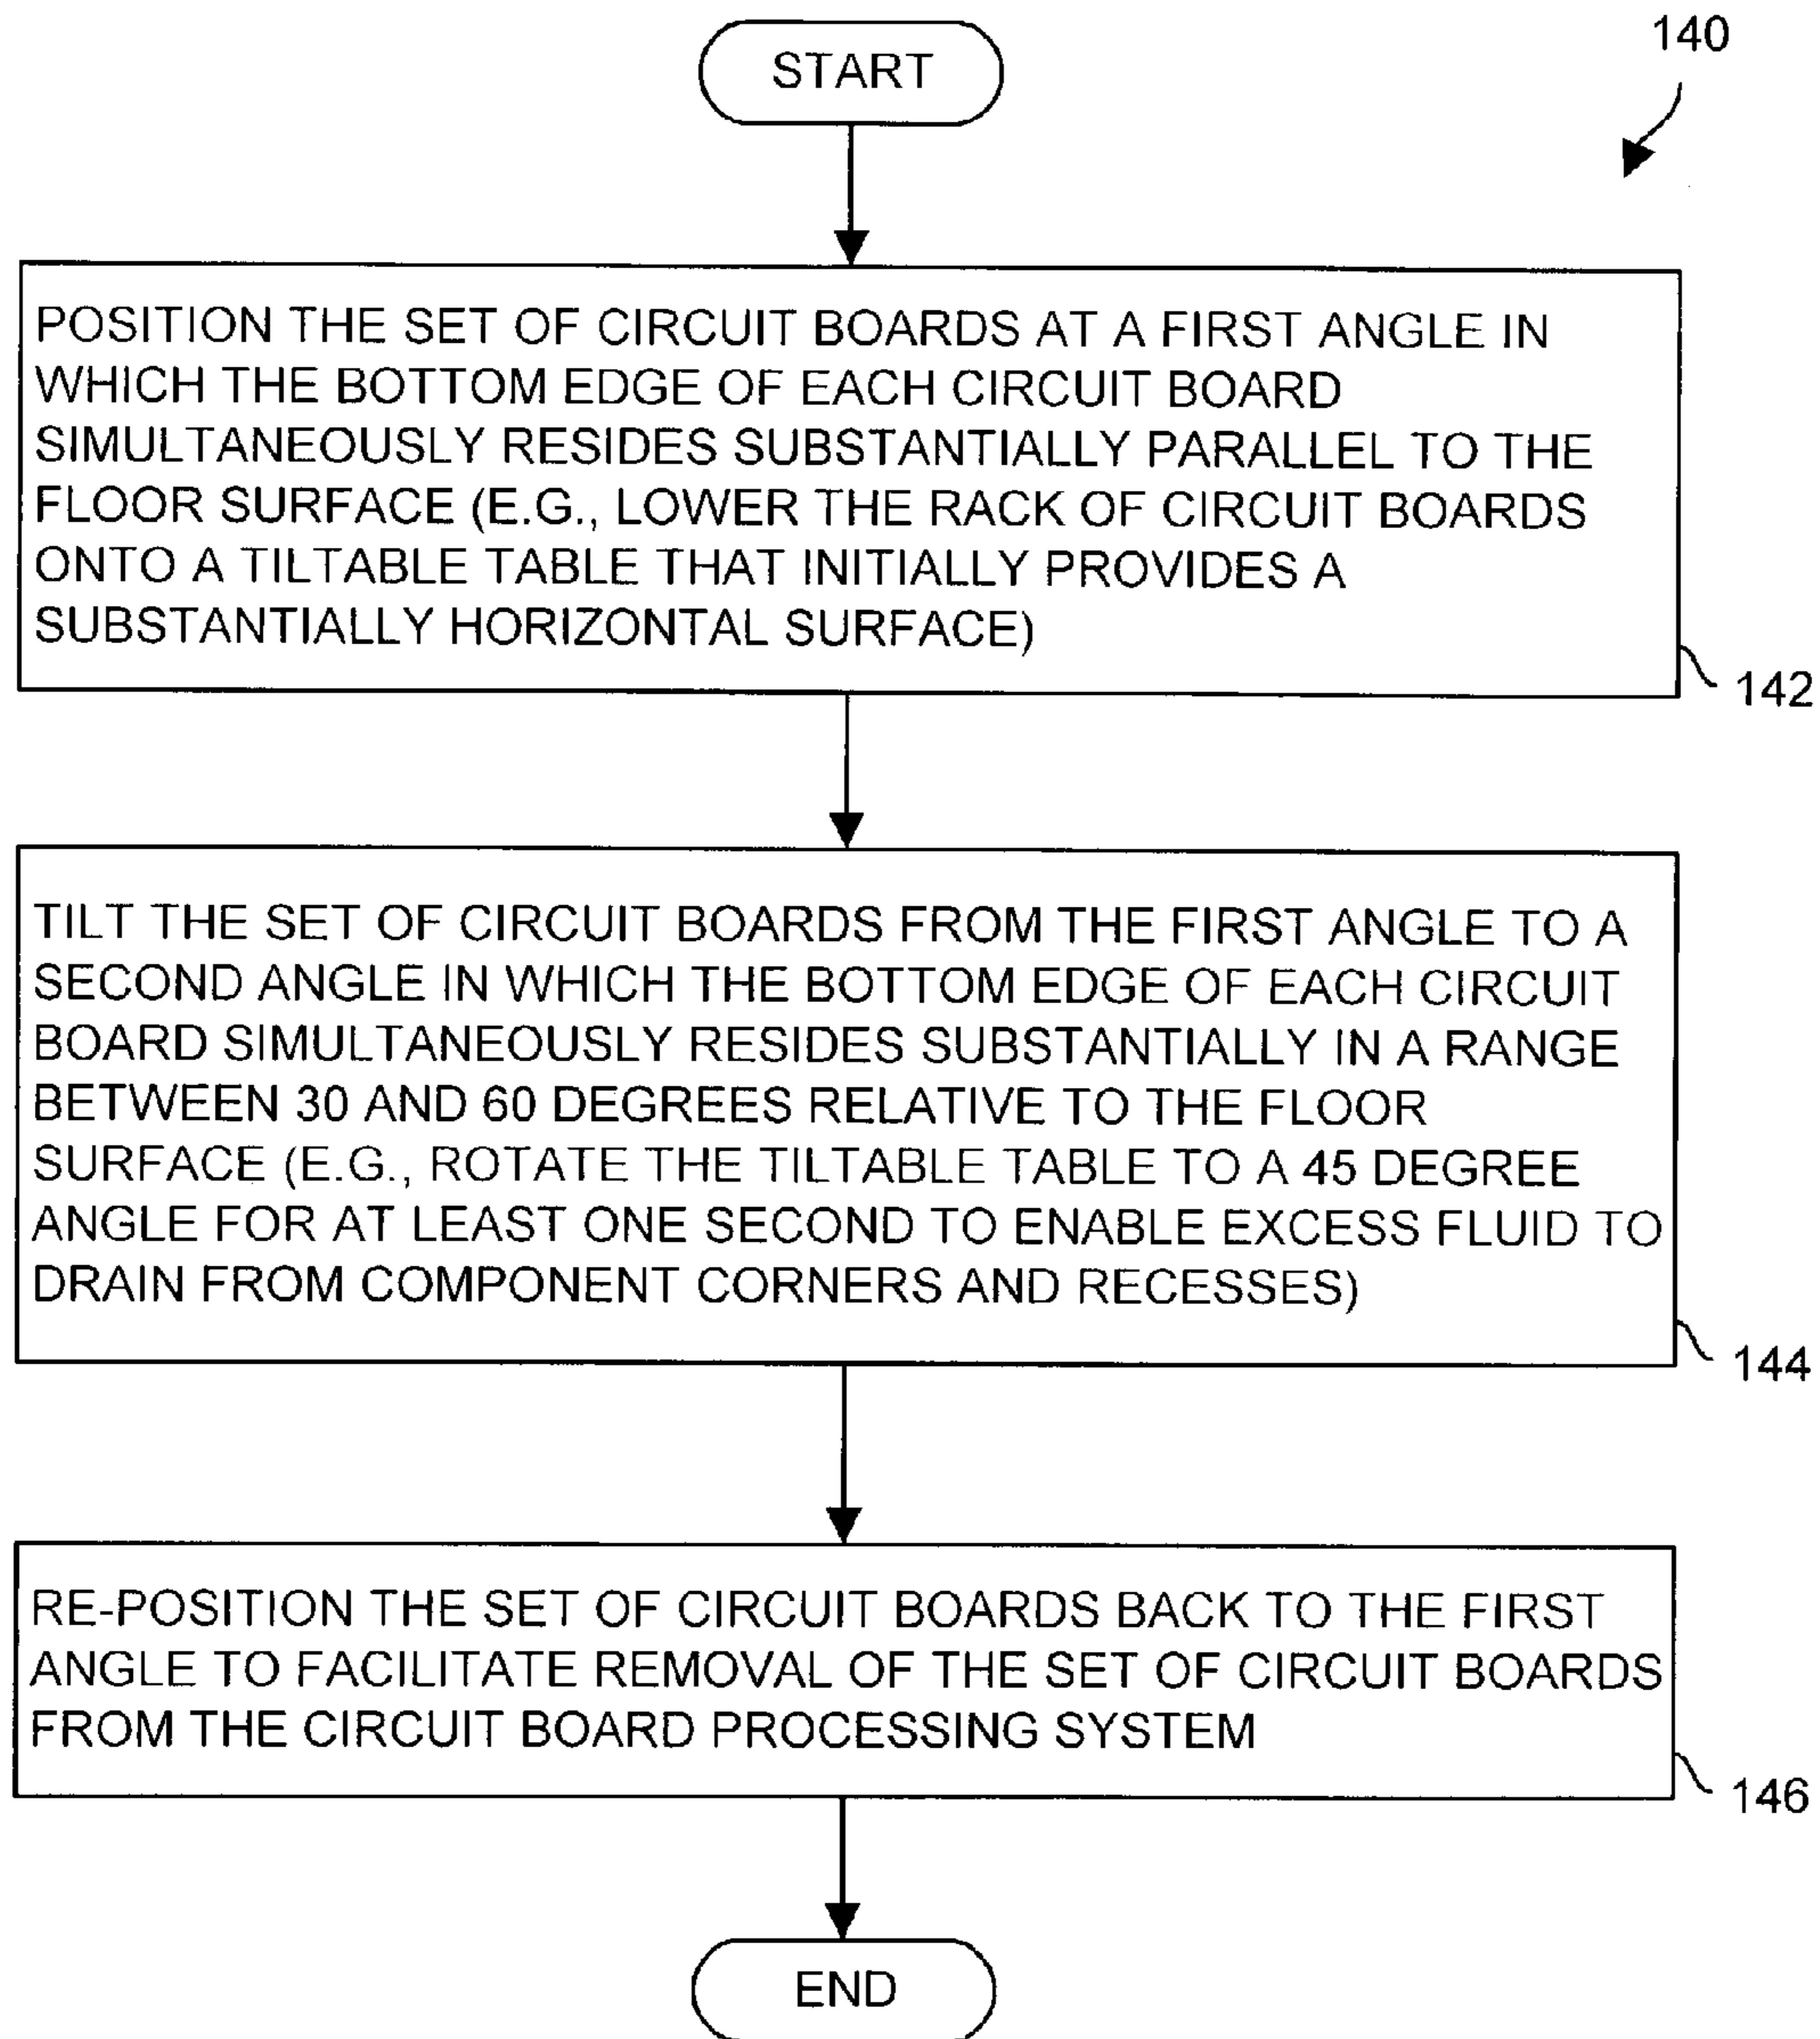 START
140
POSITION THE SET OF CIRCUIT BOARDS AT A FIRST ANGLE IN
WHICH THE BOTTOM EDGE OF EACH CIRCUIT BOARD
SIMULTANEOUSLY RESIDES SUBSTANTIALLY PARALLEL TO THE
FLOOR SURFACE (E.G., LOWER THE RACK OF CIRCUIT BOARDS
ONTO A TILTABLE TABLE THAT INITIALLY PROVIDES A
SUBSTANTIALLY HORIZONTAL SURFACE)
142
TILT THE SET OF CIRCUIT BOARDS FROM THE FIRST ANGLE TO A
SECOND ANGLE IN WHICH THE BOTTOM EDGE OF EACH CIRCUIT
BOARD SIMULTANEOUSLY RESIDES SUBSTANTIALLY IN A RANGE
BETWEEN 30 AND 60 DEGREES RELATIVE TO THE FLOOR
SURFACE (E.G., ROTATE THE TILTABLE TABLE TO A 45 DEGREE
ANGLE FOR AT LEAST ONE SECOND TO ENABLE EXCESS FLUID TO
DRAIN FROM COMPONENT CORNERS AND RECESSES)
144
RE-POSITION THE SET OF CIRCUIT BOARDS BACK TO THE FIRST
ANGLE TO FACILITATE REMOVAL OF THE SET OF CIRCUIT BOARDS
FROM THE CIRCUIT BOARD PROCESSING SYSTEM
146
END